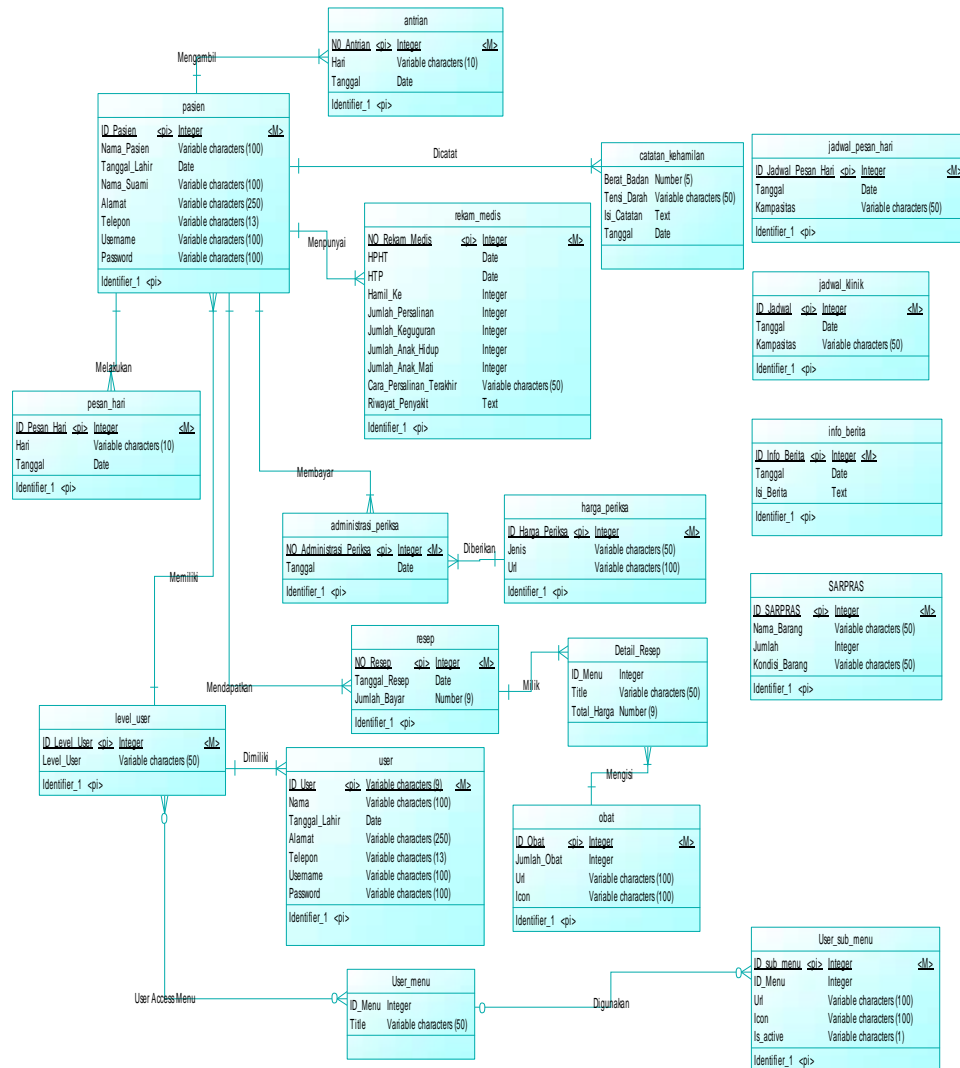 antrian
N0_Antrian <pi> Integer <M>
Hari Variable characters (10)
Tanggal Date
Identifier_1 <pi>
Mengambil
pasien
ID_Pasien <pi> Integer <M>
Nama_Pasien Variable characters (100)
Tanggal_Lahir Date
Nama_Suami Variable characters (100)
Alamat Variable characters (250)
Telepon Variable characters (13)
Username Variable characters (100)
Password Variable characters (100)
Identifier_1 <pi>
Dicatat
catatan_kehamilan
Berat_Badan Number (5)
Tensi_Darah Variable characters (50)
Isi_Catatan Text
Tanggal Date
jadwal_pesan_hari
ID_Jadwal_Pesan_Hari <pi> Integer <M>
Tanggal Date
Kampasitas Variable characters (50)
Identifier_1 <pi>
Menpunyai
rekam_medis
NO_Rekam_Medis <pi> Integer <M>
HPHT Date
HTP Date
Hamil_Ke Integer
Jumlah_Persalinan Integer
Jumlah_Keguguran Integer
Jumlah_Anak_Hidup Integer
Jumlah_Anak_Mati Integer
Cara_Persalinan_Terakhir Variable characters (50)
Riwayat_Penyakit Text
Identifier_1 <pi>
jadwal_klinik
ID_Jadwal <pi> Integer <M>
Tanggal Date
Kampasitas Variable characters (50)
Identifier_1 <pi>
Melakukan
pesan_hari
ID_Pesan_Hari <pi> Integer <M>
Hari Variable characters (10)
Tanggal Date
Identifier_1 <pi>
info_berita
ID_Info_Berita <pi> Integer <M>
Tanggal Date
Isi_Berita Text
Identifier_1 <pi>
Membayar
administrasi_periksa
NO_Administrasi_Periksa <pi> Integer <M>
Tanggal Date
Identifier_1 <pi>
Diberikan
harga_periksa
ID_Harga_Periksa <pi> Integer <M>
Jenis Variable characters (50)
Url Variable characters (100)
Identifier_1 <pi>
Memiliki
SARPRAS
ID_SARPRAS <pi> Integer <M>
Nama_Barang Variable characters (50)
Jumlah Integer
Kondisi_Barang Variable characters (50)
Identifier_1 <pi>
Mendapatkan
resep
NO_Resep <pi> Integer <M>
Tanggal_Resep Date
Jumlah_Bayar Number (9)
Identifier_1 <pi>
Milik
Detail_Resep
ID_Menu Integer
Title Variable characters (50)
Total_Harga Number (9)
level_user
ID_Level_User <pi> Integer <M>
Level_User Variable characters (50)
Identifier_1 <pi>
Dimiliki
user
ID_User <pi> Variable characters (9) <M>
Nama Variable characters (100)
Tanggal_Lahir Date
Alamat Variable characters (250)
Telepon Variable characters (13)
Username Variable characters (100)
Password Variable characters (100)
Identifier_1 <pi>
Mengisi
obat
ID_Obat <pi> Integer <M>
Jumlah_Obat Integer
Url Variable characters (100)
Icon Variable characters (100)
Identifier_1 <pi>
User Access Menu
User_menu
ID_Menu Integer
Title Variable characters (50)
Digunakan
User_sub_menu
ID_sub_menu <pi> Integer <M>
ID_Menu Integer
Url Variable characters (100)
Icon Variable characters (100)
Is_active Variable characters (1)
Identifier_1 <pi>